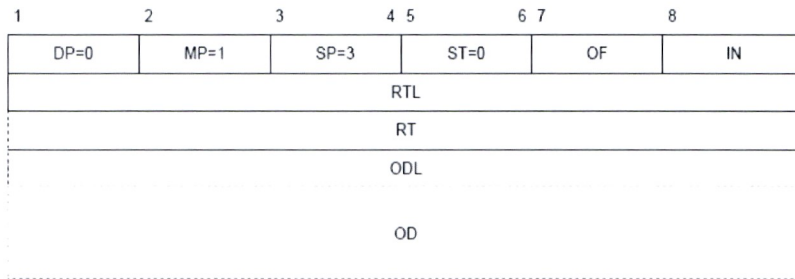 1 2 3 4 5 6 7 8
DP=0 MP=1 SP=3 ST=0 OF IN
RTL
RT
ODL
OD